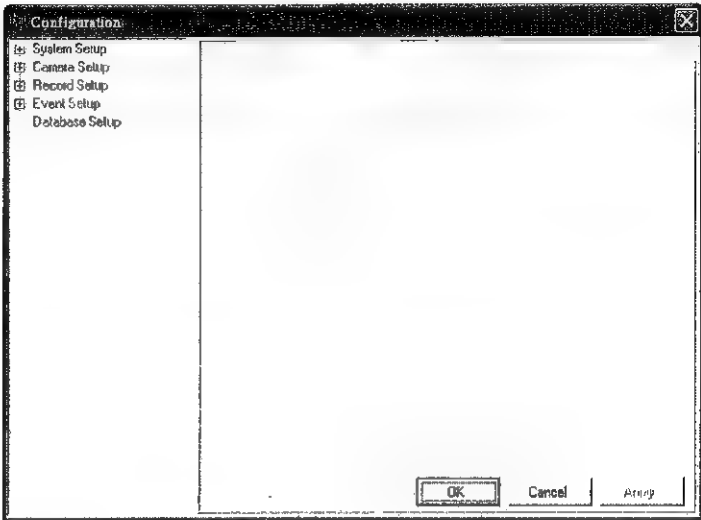 Configuration
System Setup
Camera Setup
Record Setup
Event Setup
Database Setup
OK
Cancel
Apply